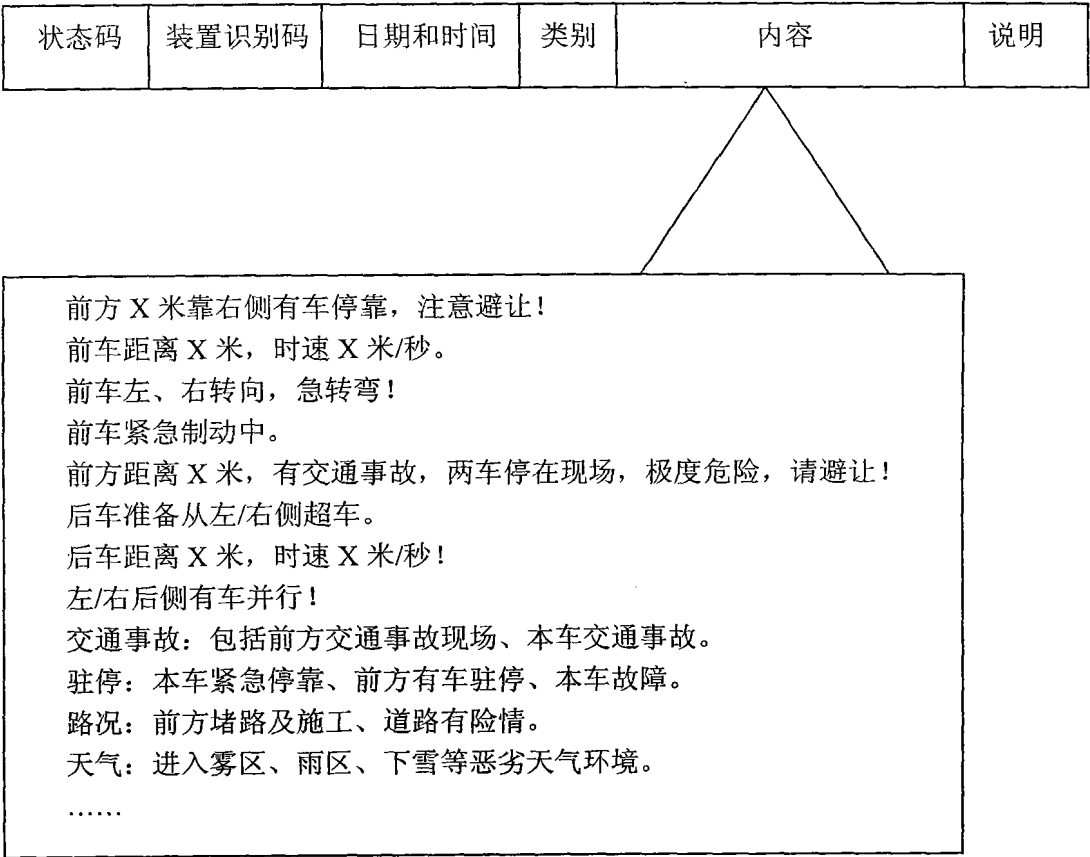 状态码 装置识别码 日期和时间 类别 内容 说明
前方 X 米靠右侧有车停靠，注意避让！
前车距离 X 米，时速 X 米/秒。
前车左、右转向，急转弯！
前车紧急制动中。
前方距离 X 米，有交通事故，两车停在现场，极度危险，请避让！
后车准备从左/右侧超车。
后车距离 X 米，时速 X 米/秒！
左/右后侧有车并行！
交通事故：包括前方交通事故现场、本车交通事故。
驻停：本车紧急停靠、前方有车驻停、本车故障。
路况：前方堵路及施工、道路有险情。
天气：进入雾区、雨区、下雪等恶劣天气环境。
……